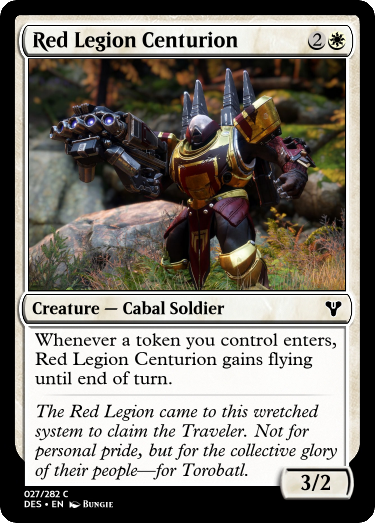 Red Legion Centurion 2
Creature — Cabal Soldier
Whenever a token you control enters,
Red Legion Centurion gains flying
until end of turn.
The Red Legion came to this wretched
system to claim the Traveler. Not for
personal pride, but for the collective glory
of their people—for Torobatl.
3/2
027/282 C
DES • EN Bungie